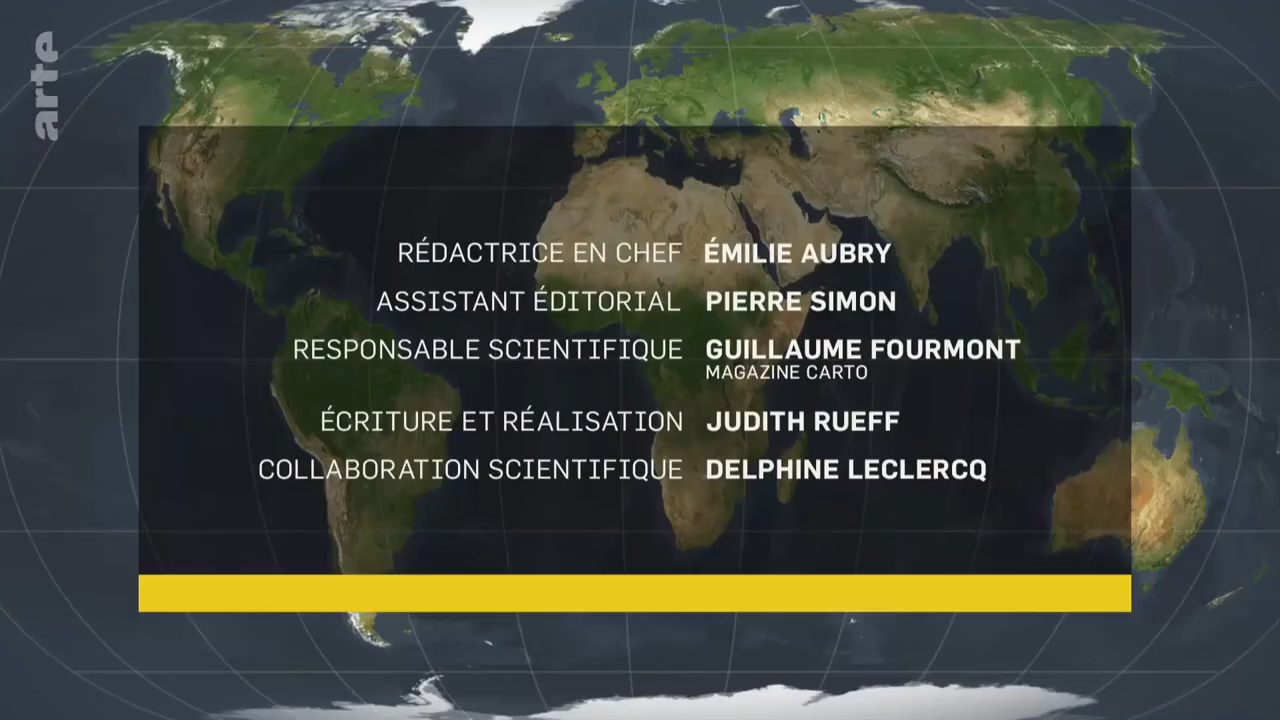 arte
RÉDACTRICE EN CHEF ÉMILIE AUBRY
ASSISTANT ÉDITORIAL PIERRE SIMON
RESPONSABLE SCIENTIFIQUE GUILLAUME FOURMONT
MAGAZINE CARTO
ÉCRITURE ET RÉALISATION JUDITH RUEFF
COLLABORATION SCIENTIFIQUE DELPHINE LECLERCQ